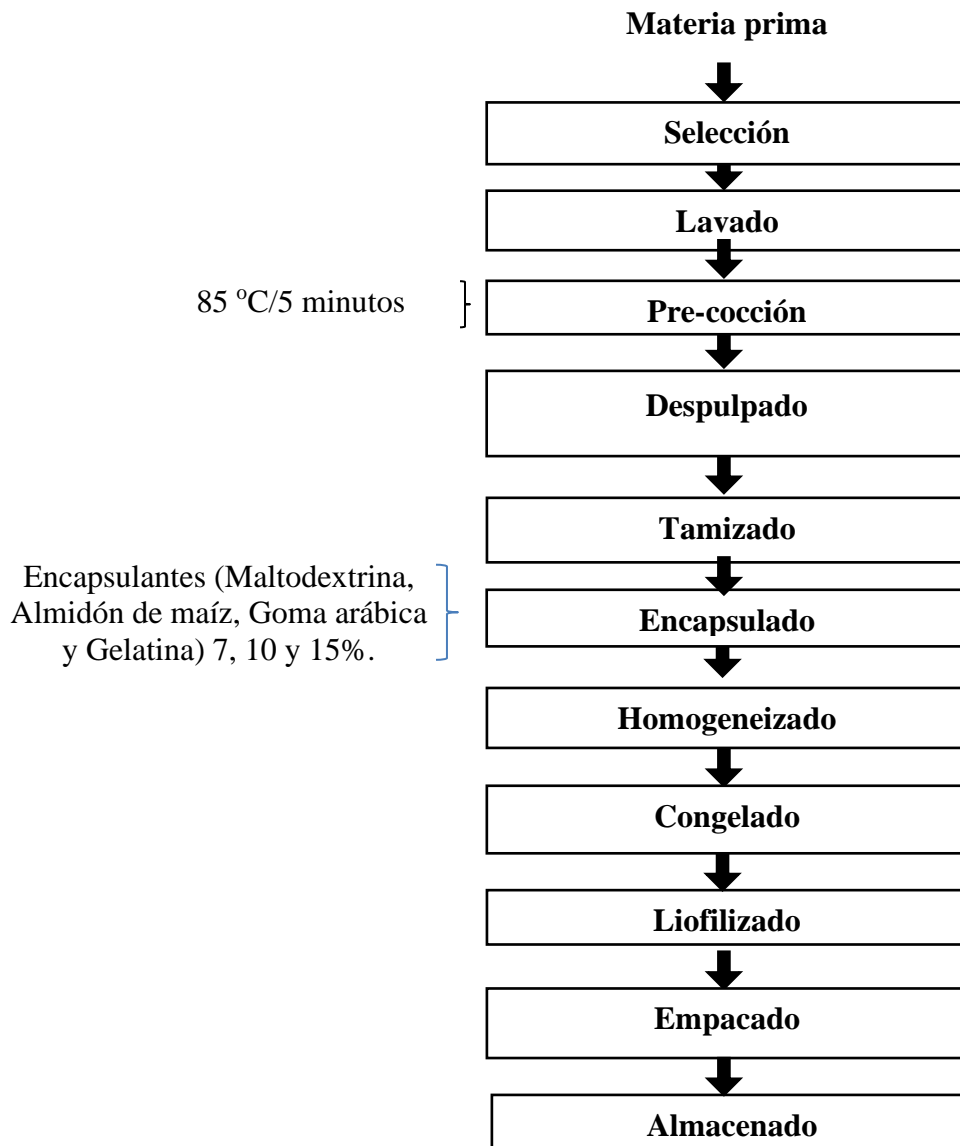 Materia prima
Selección
Lavado
85 ºC/5 minutos
Pre-cocción
Despulpado
Tamizado
Encapsulantes (Maltodextrina,
Almidón de maíz, Goma arábica
y Gelatina) 7, 10 y 15%.
Encapsulado
Homogeneizado
Congelado
Liofilizado
Empacado
Almacenado